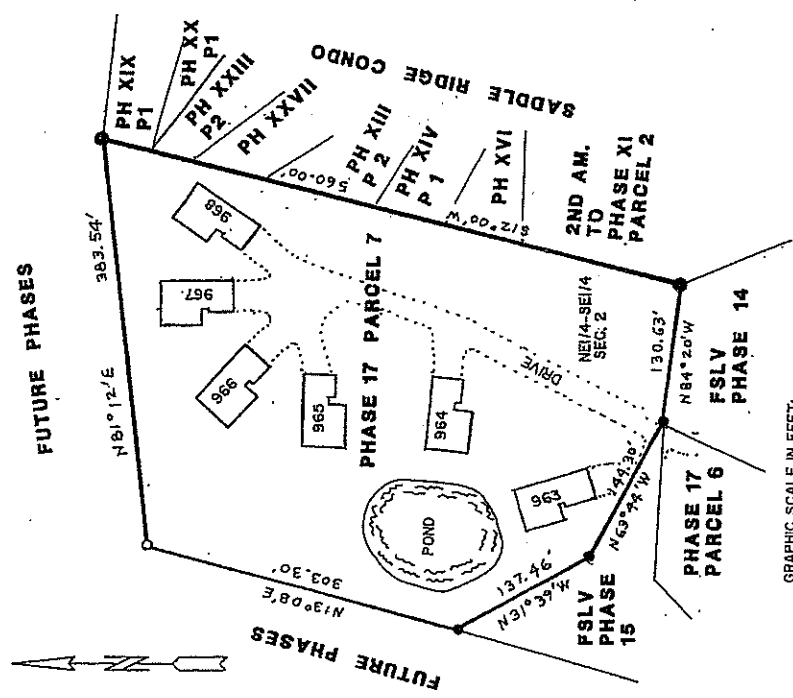 FUTURE PHASES
PH XIX
P1
PH XX
P1
PH XXIII
P2
PH XXVII
PH XIII
P 2
PH XIV
P 1
PH XVI
2ND AM.
TO
PHASE XI
PARCEL 2
SADDLE RIDGE CONDO
N81°12'E
383.54'
560.00'
S12°00'W
968
967
966
965
964
963
PHASE 17 PARCEL 7
NE1/4-SE1/4
SEC. 2
DRIVE
POND
303.30'
N13°08'E
FUTURE PHASES
137.46'
N31°39'W
144.30'
N63°44'W
130.63'
N84°20'W
FSLV
PHASE
15
PHASE 17
PARCEL 6
FSLV
PHASE 14
N
GRAPHIC SCALE IN FEET: